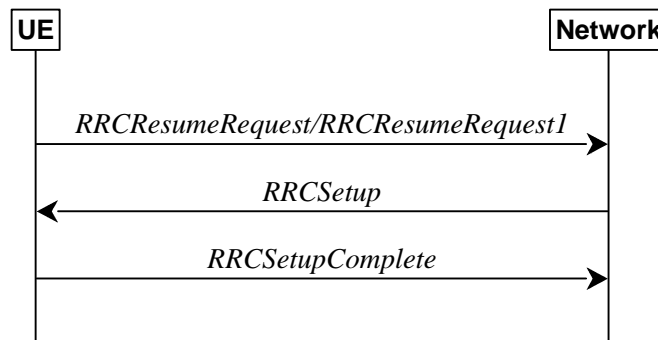 UE
Network
RRCResumeRequest/RRCResumeRequest1
RRCSetup
RRCSetupComplete